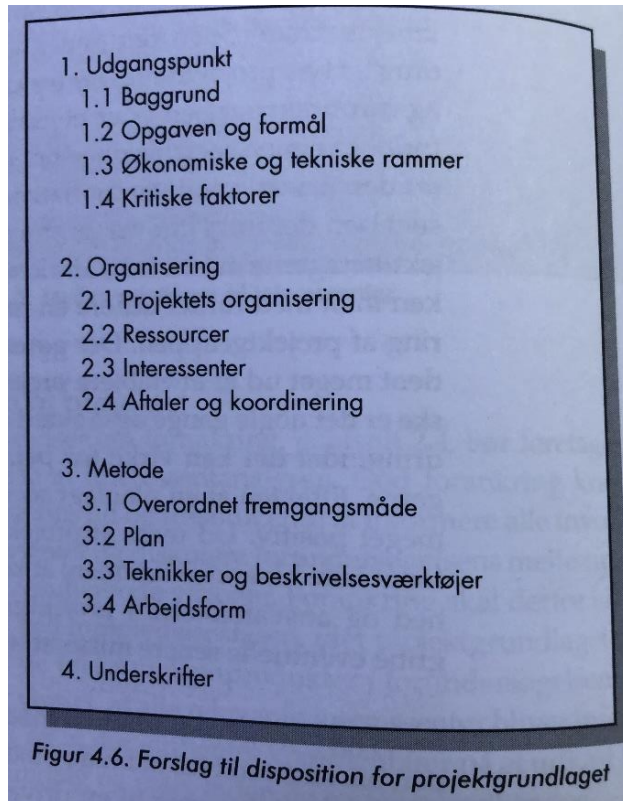 1. Udgangspunkt
1.1 Baggrund
1.2 Opgaven og formål
1.3 Økonomiske og tekniske rammer
1.4 Kritiske faktorer
2. Organisering
2.1 Projektets organisering
2.2 Ressourcer
2.3 Interessenter
2.4 Aftaler og koordinering
3. Metode
3.1 Overordnet fremgangsmåde
3.2 Plan
3.3 Teknikker og beskrivelsesværktøjer
3.4 Arbejdsform
4. Underskrifter
Figur 4.6. Forslag til disposition for projektgrundlaget